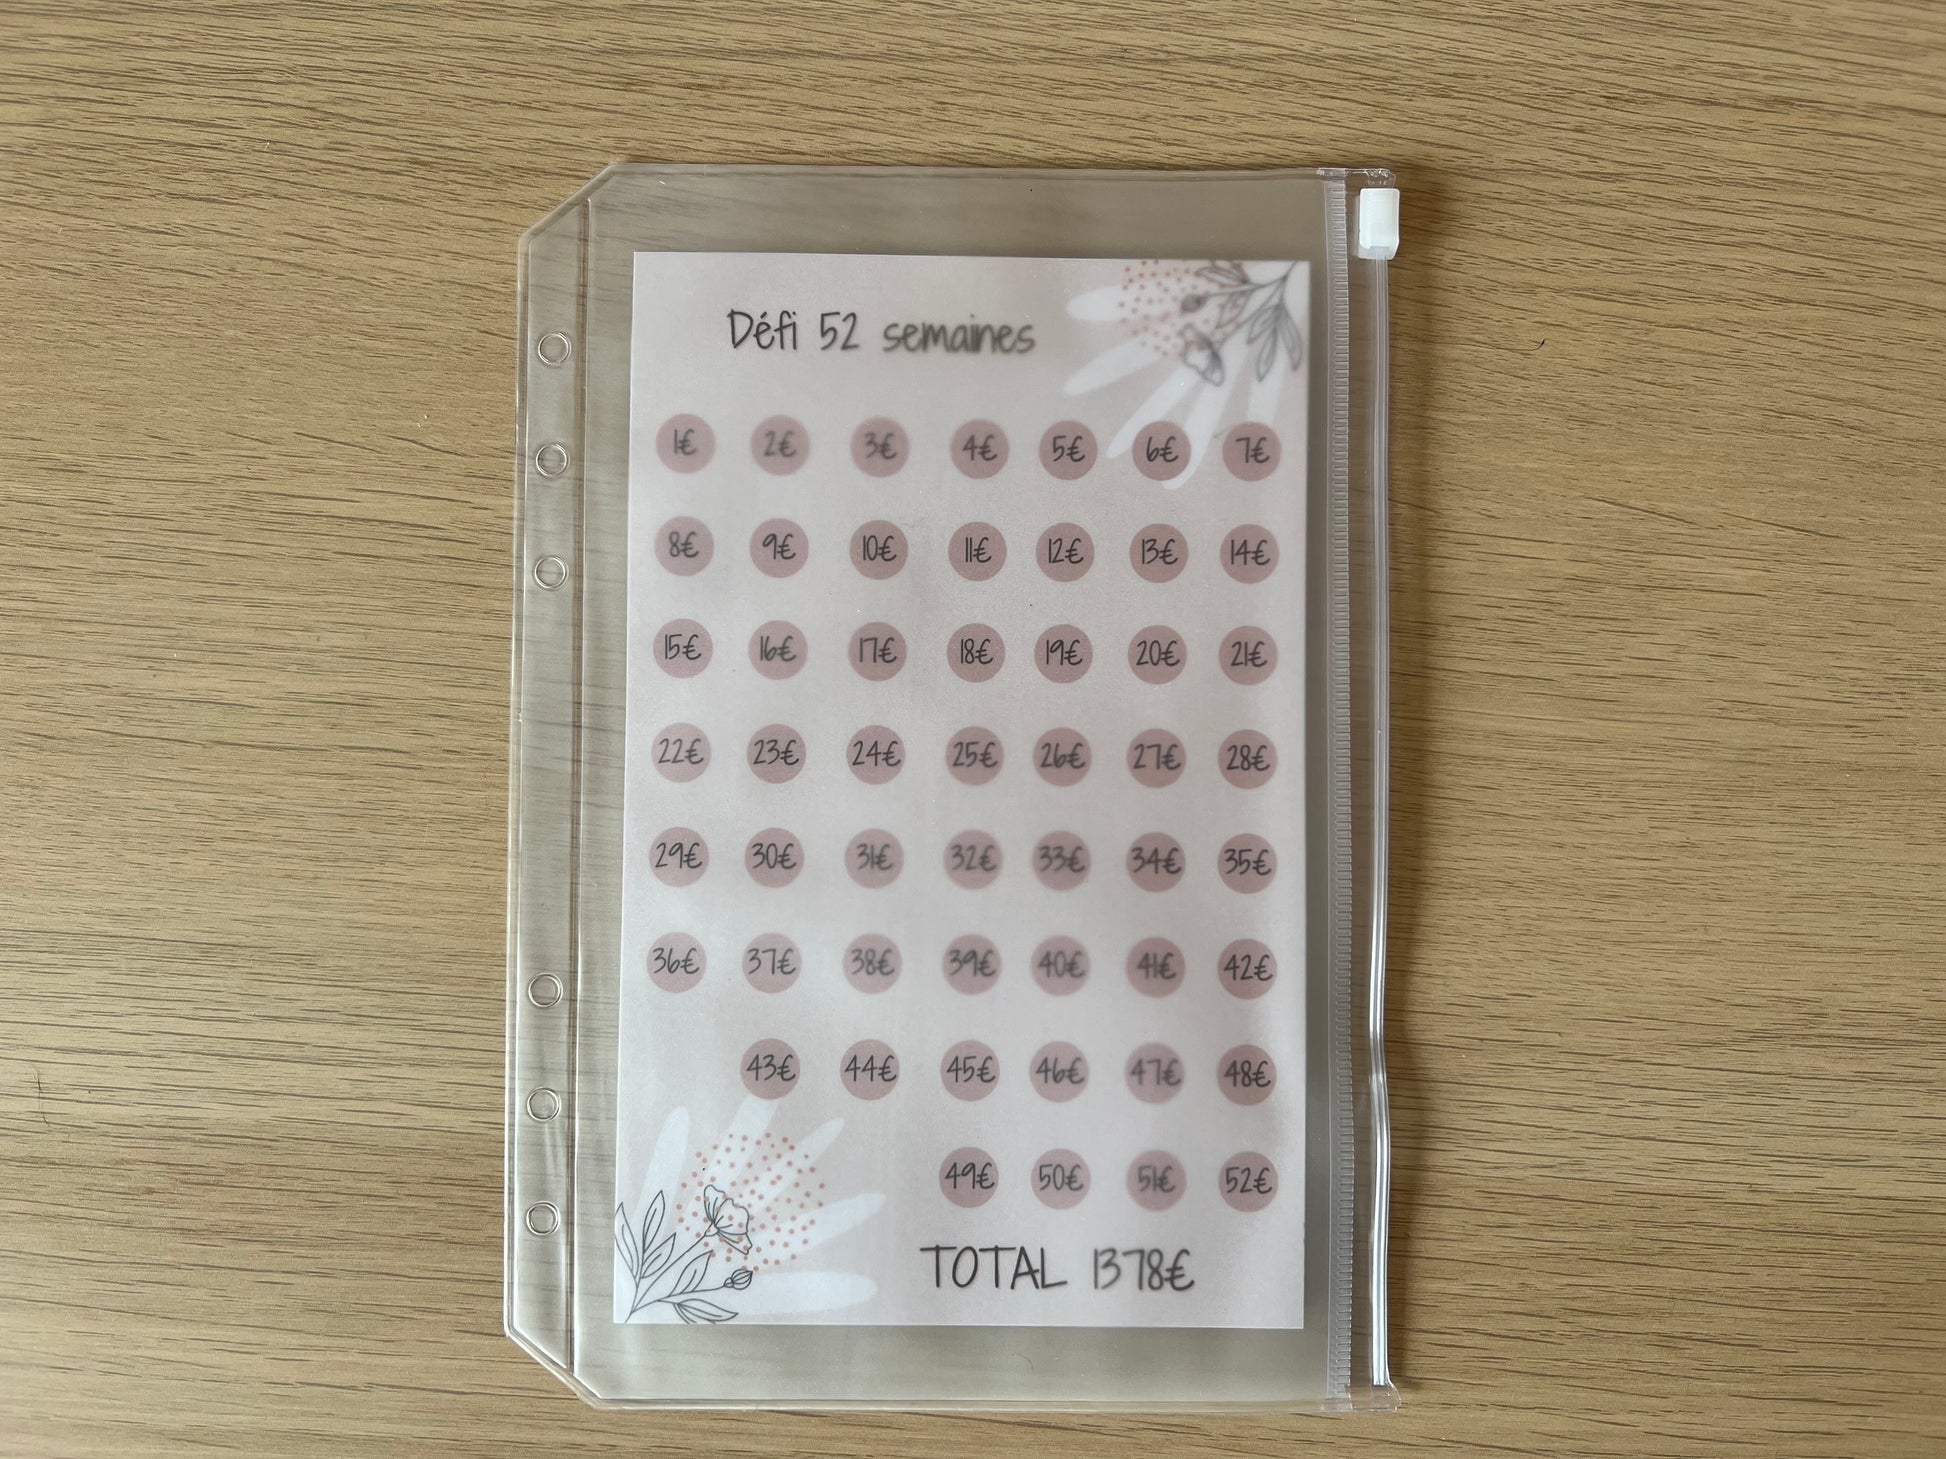 Défi 52 semaines
1€ 2€ 3€ 4€ 5€ 6€ 7€
8€ 9€ 10€ 11€ 12€ 13€ 14€
15€ 16€ 17€ 18€ 19€ 20€ 21€
22€ 23€ 24€ 25€ 26€ 27€ 28€
29€ 30€ 31€ 32€ 33€ 34€ 35€
36€ 37€ 38€ 39€ 40€ 41€ 42€
43€ 44€ 45€ 46€ 47€ 48€
49€ 50€ 51€ 52€
TOTAL 1378€